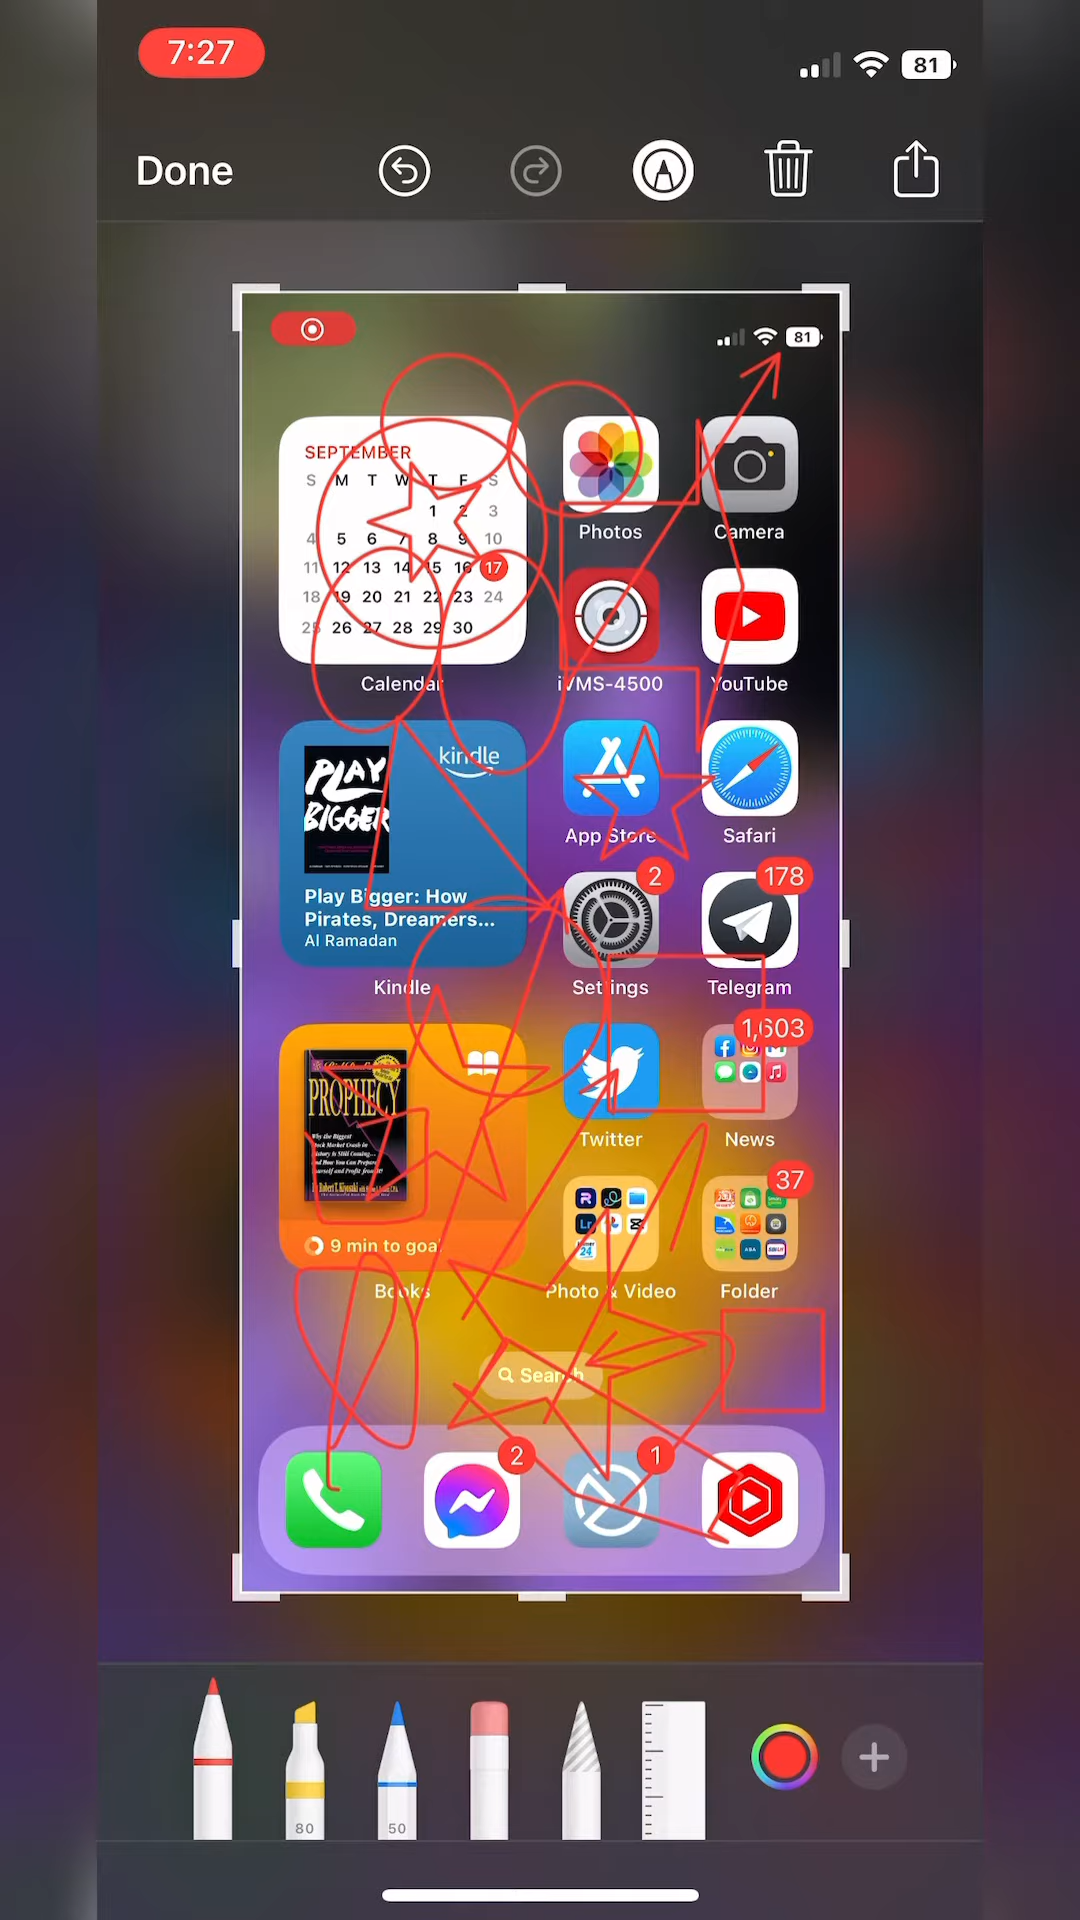 7:27
81
Done
81
SEPTEMBER
S M T W T F S
1 2 3
4 5 6 7 8 9 10
11 12 13 14 15 16 17
18 19 20 21 22 23 24
25 26 27 28 29 30
Calendar
Photos
Camera
iVMS-4500
YouTube
kindle
PLAY
BIGGER
Play Bigger: How
Pirates, Dreamers...
Al Ramadan
Kindle
App Store
Safari
2
178
Settings
Telegram
1,603
PROPHECY
Why the Biggest
9 min to goal
Books
Twitter
News
37
Photo & Video
Folder
Search
2
1
80
50